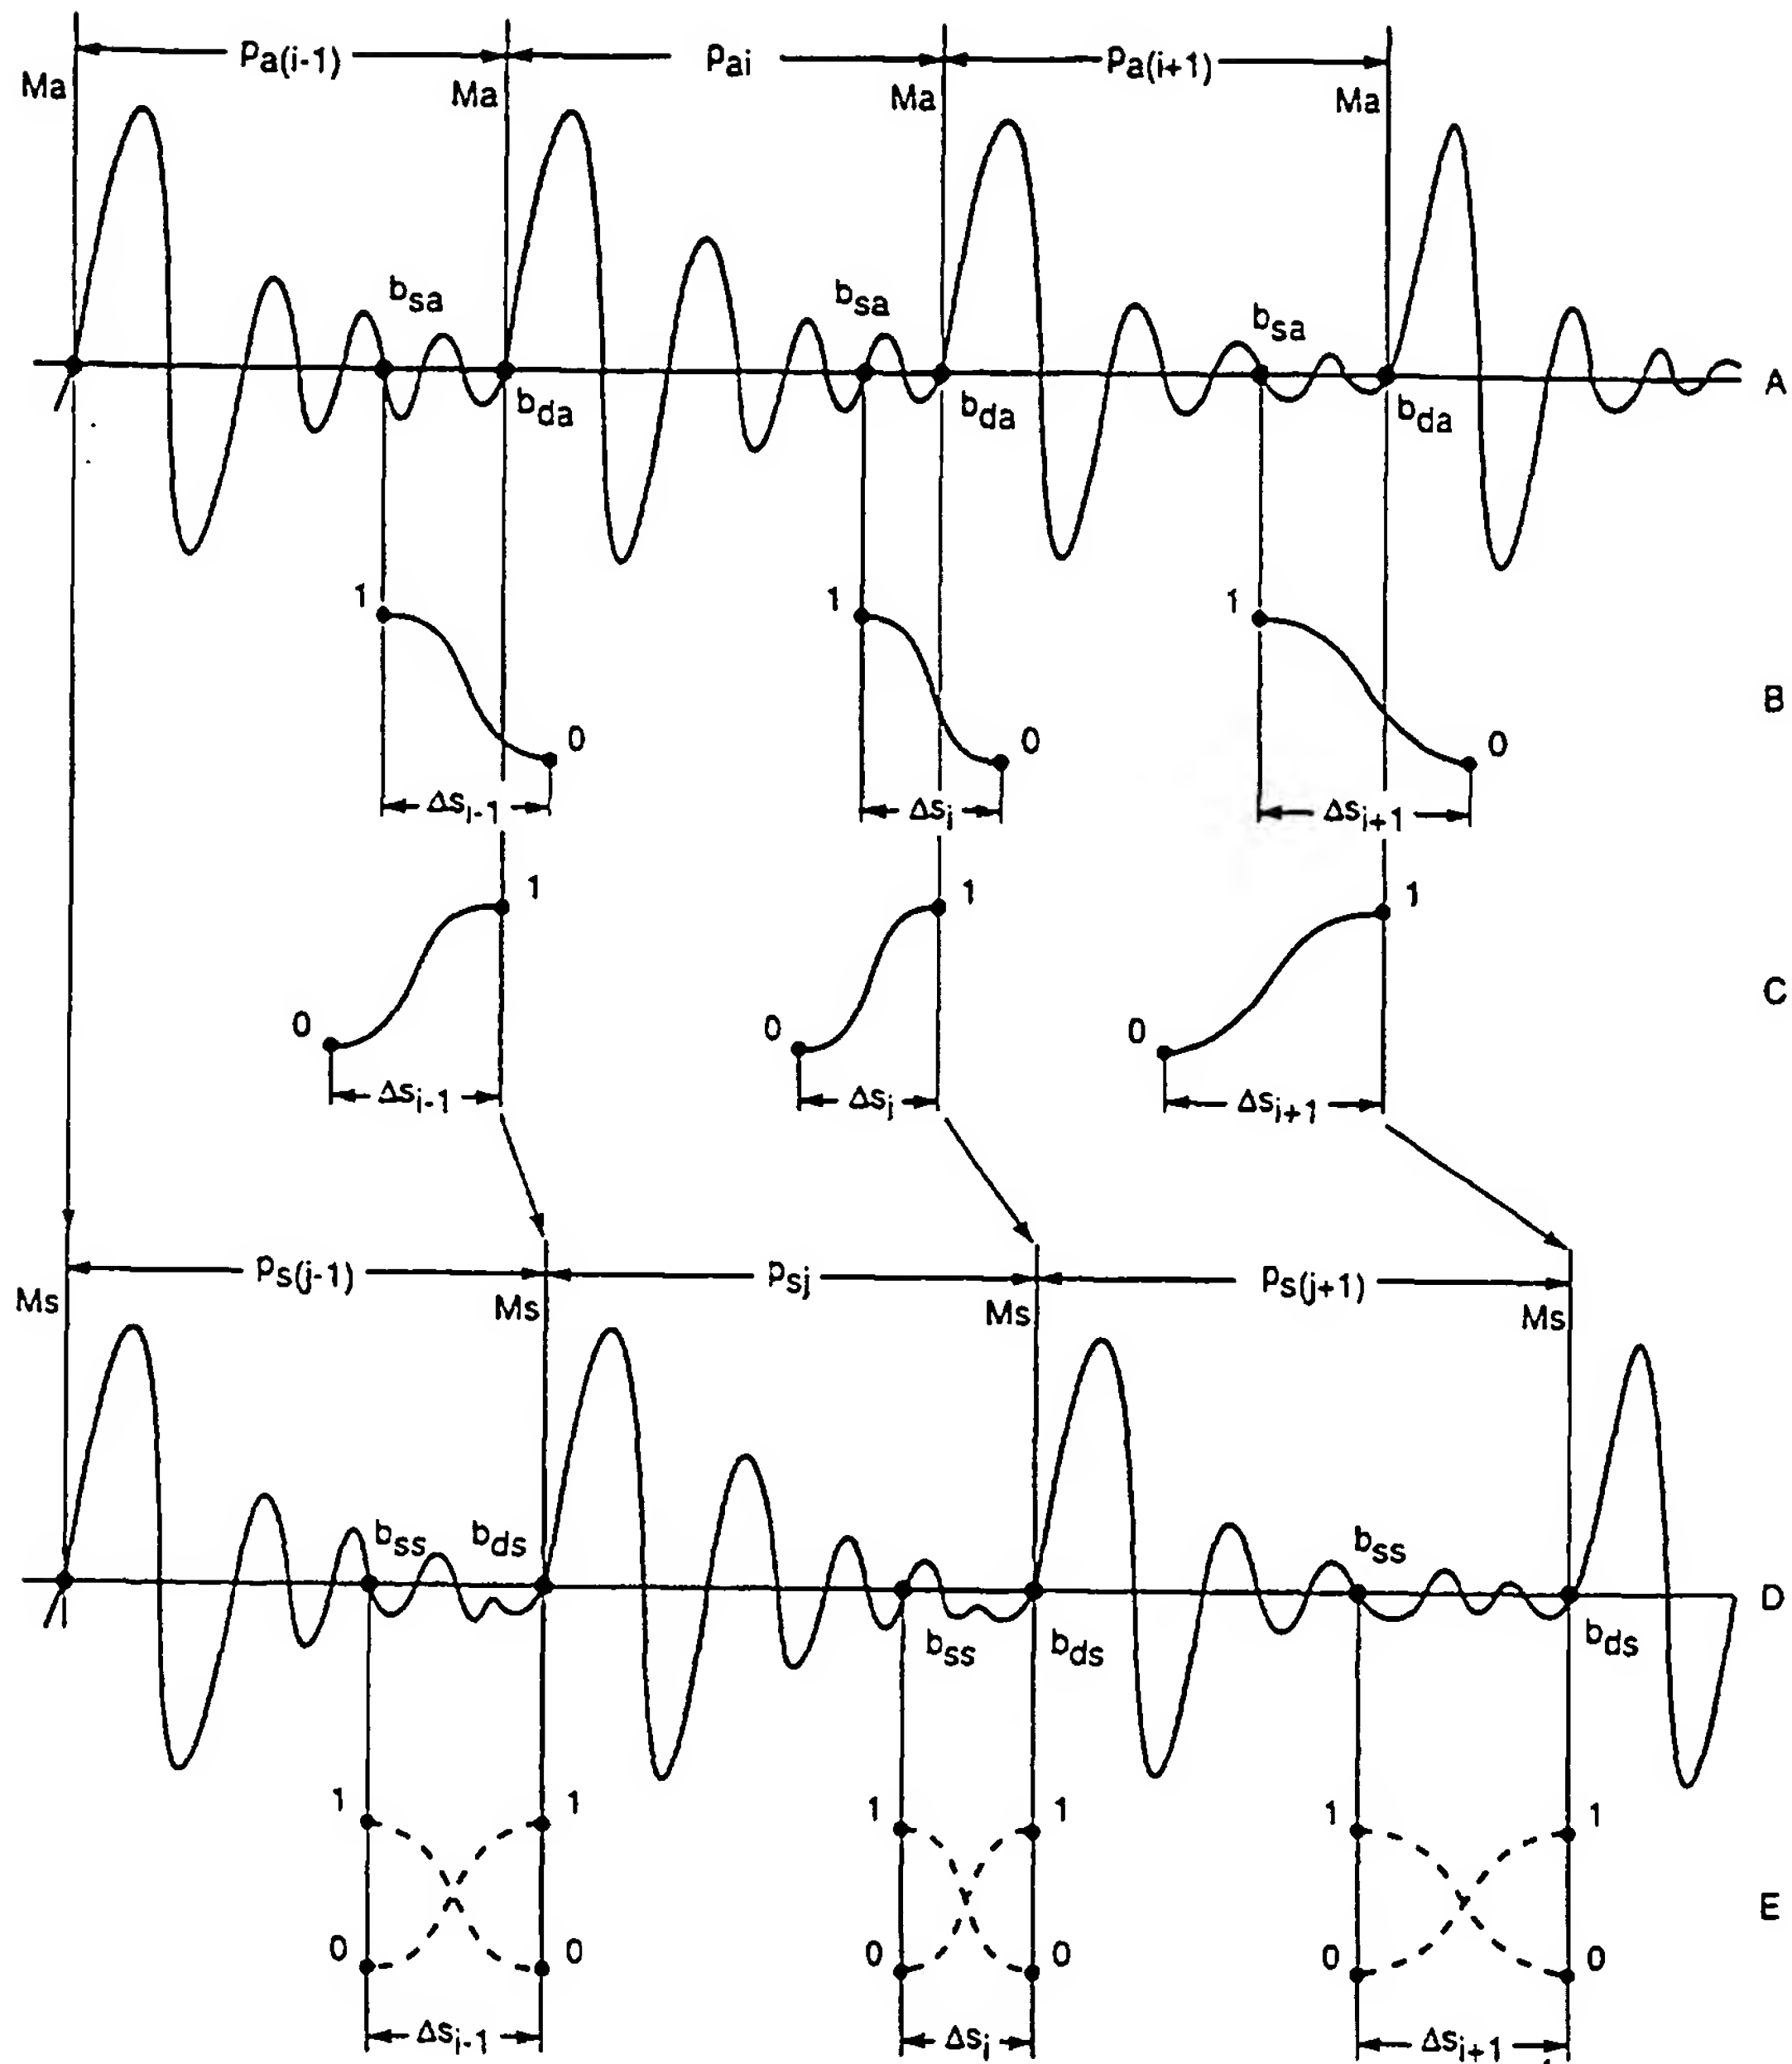 Pa(i-1) Pai Pa(i+1)
Ma Ma Ma Ma
bsa bsa bsa
A
bda bda bda
1 1 1
B
0 0 0
Δsi-1 Δsi Δsi+1
1 1 1
C
0 0 0
Δsi-1 Δsi Δsi+1
Ps(j-1) Psj Ps(j+1)
Ms Ms Ms Ms
bss bds bss
D
bss bds bds
1 1 1 1 1 1
E
0 0 0 0 0 0
Δsi-1 Δsi Δsi+1